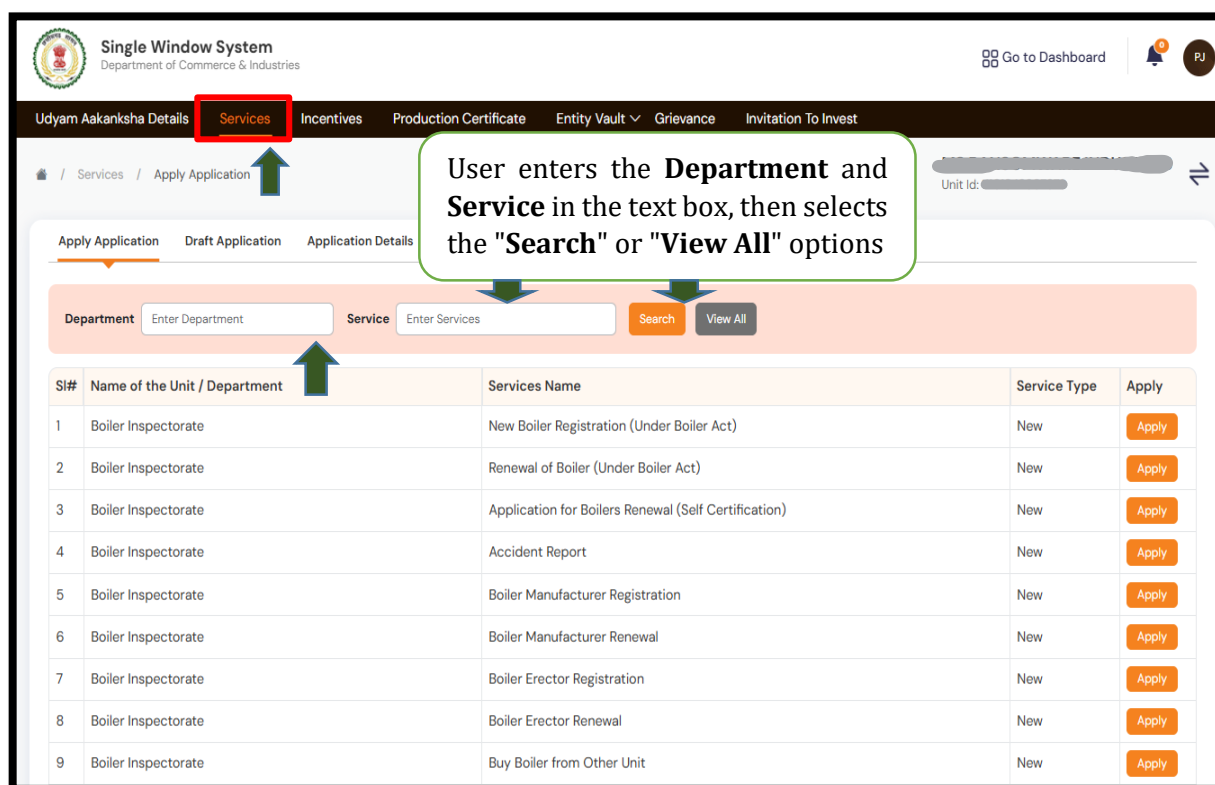 Single Window System
Department of Commerce & Industries
Go to Dashboard
0
PJ
Udyam Aakanksha Details Services Incentives Production Certificate Entity Vault Grievance Invitation To Invest
/ Services / Apply Application
Unit Id:
User enters the Department and
Service in the text box, then selects
the "Search" or "View All" options
Apply Application Draft Application Application Details
Department Enter Department Service Enter Services Search View All
Sl# Name of the Unit / Department Services Name Service Type Apply
1 Boiler Inspectorate New Boiler Registration (Under Boiler Act) New Apply
2 Boiler Inspectorate Renewal of Boiler (Under Boiler Act) New Apply
3 Boiler Inspectorate Application for Boilers Renewal (Self Certification) New Apply
4 Boiler Inspectorate Accident Report New Apply
5 Boiler Inspectorate Boiler Manufacturer Registration New Apply
6 Boiler Inspectorate Boiler Manufacturer Renewal New Apply
7 Boiler Inspectorate Boiler Erector Registration New Apply
8 Boiler Inspectorate Boiler Erector Renewal New Apply
9 Boiler Inspectorate Buy Boiler from Other Unit New Apply